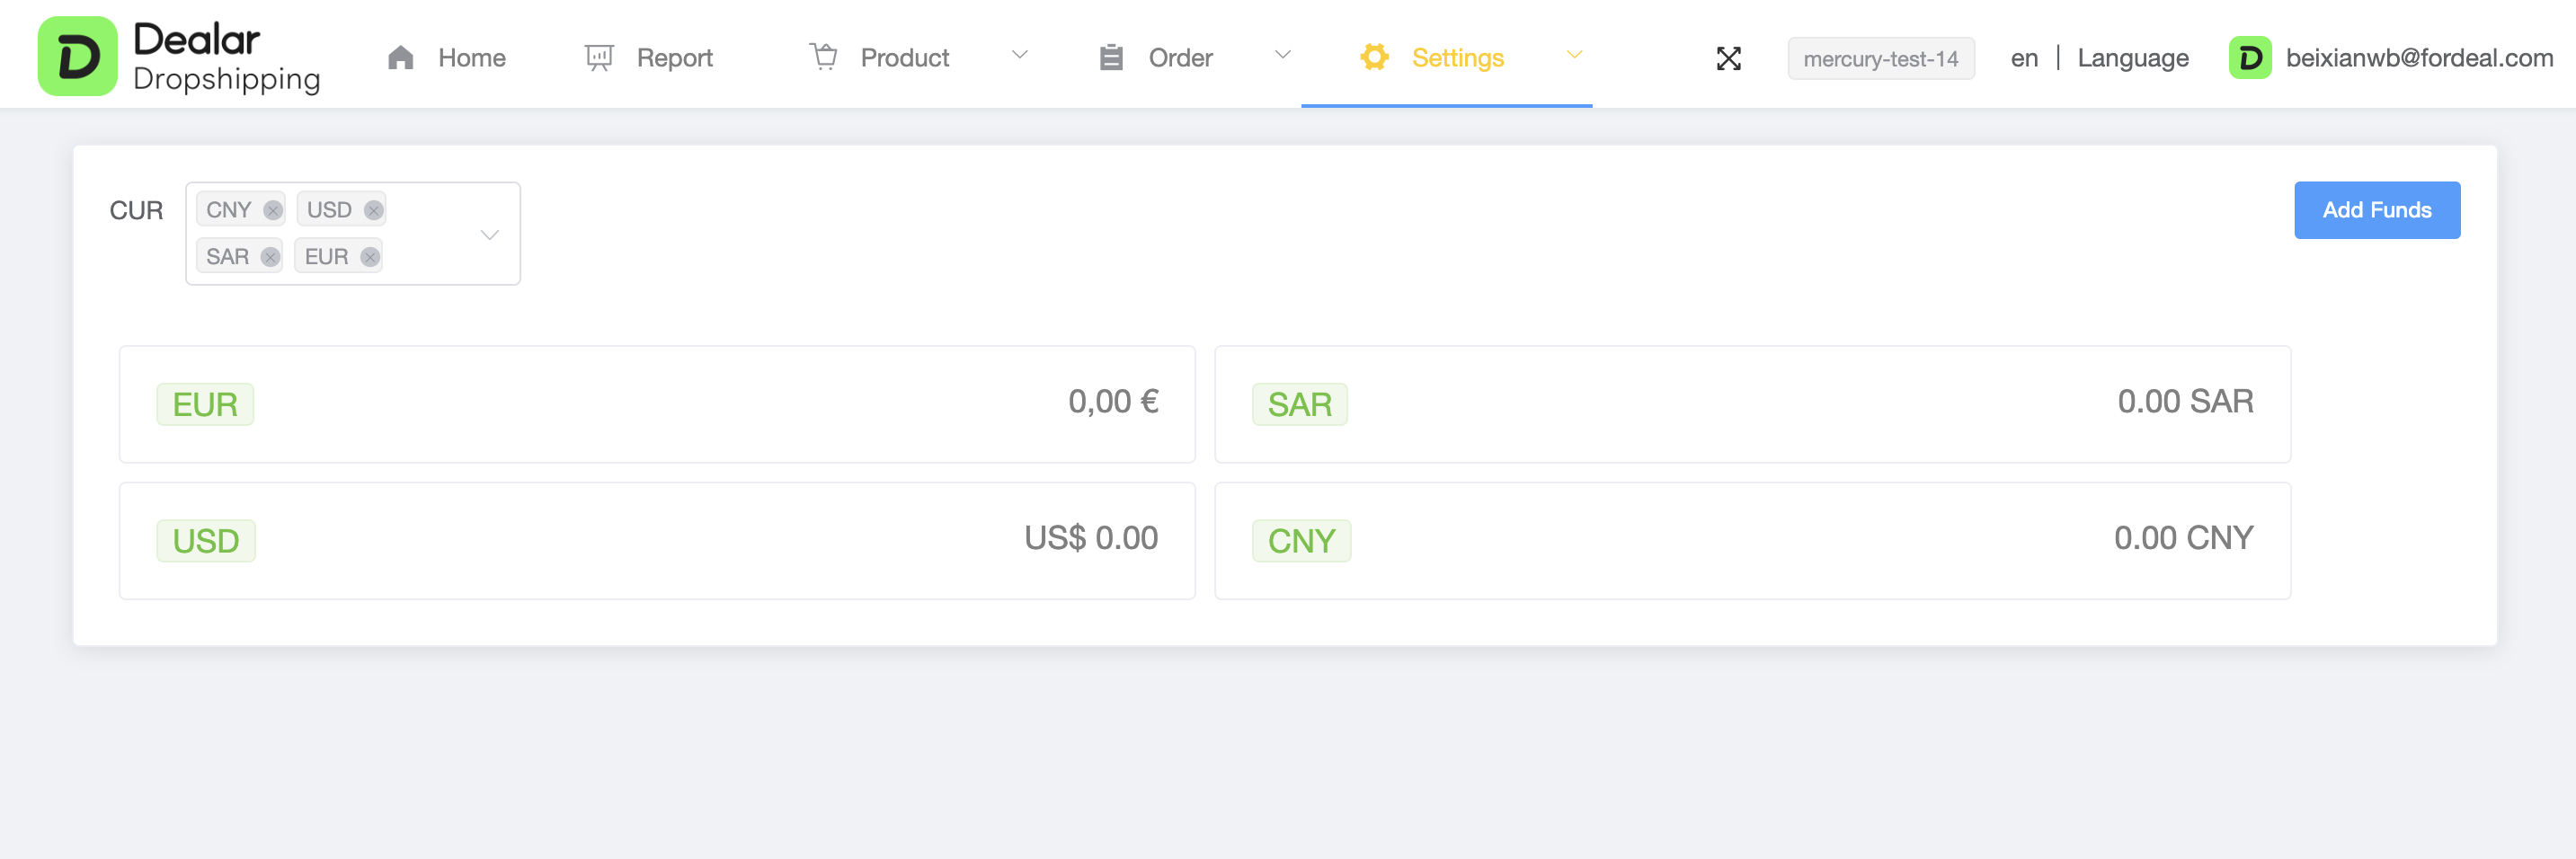 Dealar
Dropshipping
Home
Report
Product
Order
Settings
mercury-test-14
en | Language
beixianwb@fordeal.com
CUR
CNY
USD
SAR
EUR
Add Funds
EUR
0,00 €
SAR
0.00 SAR
USD
US$ 0.00
CNY
0.00 CNY